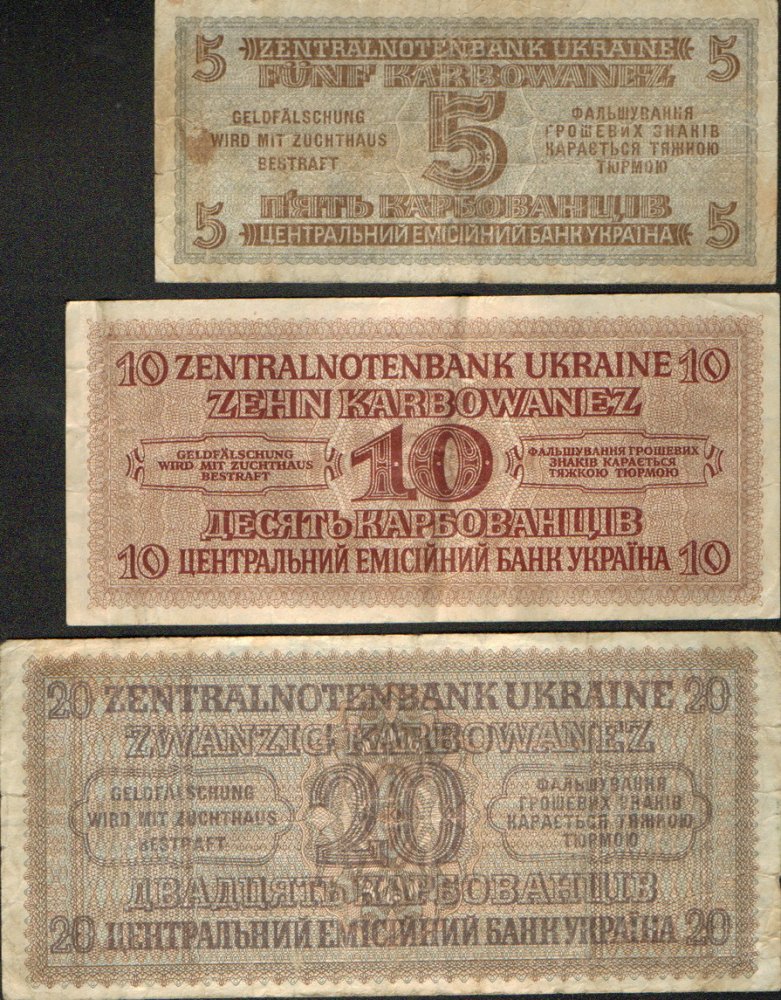 5 ZENTRALNOTENBANK UKRAINE 5
FÜNF KARBOWANEZ
GELDFÄLSCHUNG
WIRD MIT ZUCHTHAUS
BESTRAFT
5
ФАЛЬШУВАННЯ
ГРОШЕВИХ ЗНАКІВ
КАРАЄТЬСЯ ТЯЖКОЮ
ТЮРМОЮ
П'ЯТЬ КАРБОВАНЦІВ
5 ЦЕНТРАЛЬНИЙ ЕМІСІЙНИЙ БАНК УКРАЇНА 5
10 ZENTRALNOTENBANK UKRAINE 10
ZEHN KARBOWANEZ
GELDFÄLSCHUNG
WIRD MIT ZUCHTHAUS
BESTRAFT
10
ФАЛЬШУВАННЯ ГРОШЕВИХ
ЗНАКІВ КАРАЄТЬСЯ
ТЯЖКОЮ ТЮРМОЮ
ДЕСЯТЬ КАРБОВАНЦІВ
10 ЦЕНТРАЛЬНИЙ ЕМІСІЙНИЙ БАНК УКРАЇНА 10
20 ZENTRALNOTENBANK UKRAINE 20
ZWANZIG KARBOWANEZ
GELDFÄLSCHUNG
WIRD MIT ZUCHTHAUS
BESTRAFT
20
ФАЛЬШУВАННЯ
ГРОШЕВИХ ЗНАКІВ
КАРАЄТЬСЯ ТЯЖКОЮ
ТЮРМОЮ
ДВАДЦЯТЬ КАРБОВАНЦІВ
20 ЦЕНТРАЛЬНИЙ ЕМІСІЙНИЙ БАНК УКРАЇНА 20